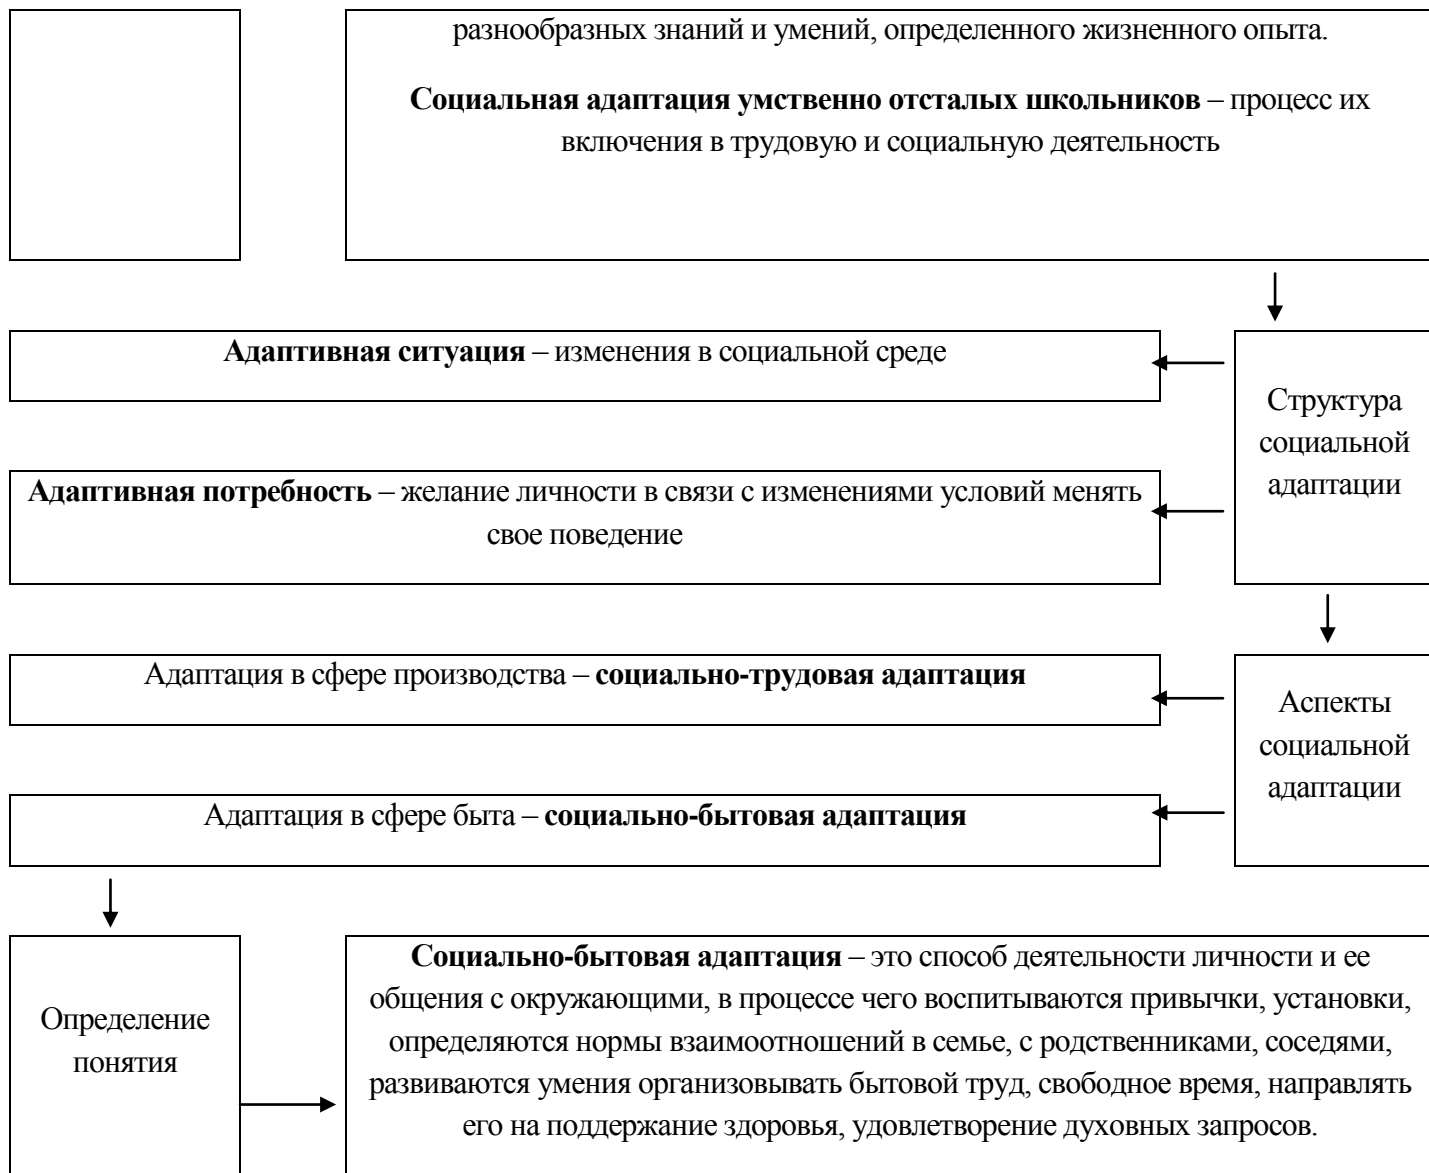 разнообразных знаний и умений, определенного жизненного опыта.
Социальная адаптация умственно отсталых школьников – процесс их
включения в трудовую и социальную деятельность
Адаптивная ситуация – изменения в социальной среде
Структура
социальной
адаптации
Адаптивная потребность – желание личности в связи с изменениями условий менять
свое поведение
Адаптация в сфере производства – социально-трудовая адаптация
Аспекты
социальной
адаптации
Адаптация в сфере быта – социально-бытовая адаптация
Определение
понятия
Социально-бытовая адаптация – это способ деятельности личности и ее
общения с окружающими, в процессе чего воспитываются привычки, установки,
определяются нормы взаимоотношений в семье, с родственниками, соседями,
развиваются умения организовывать бытовой труд, свободное время, направлять
его на поддержание здоровья, удовлетворение духовных запросов.